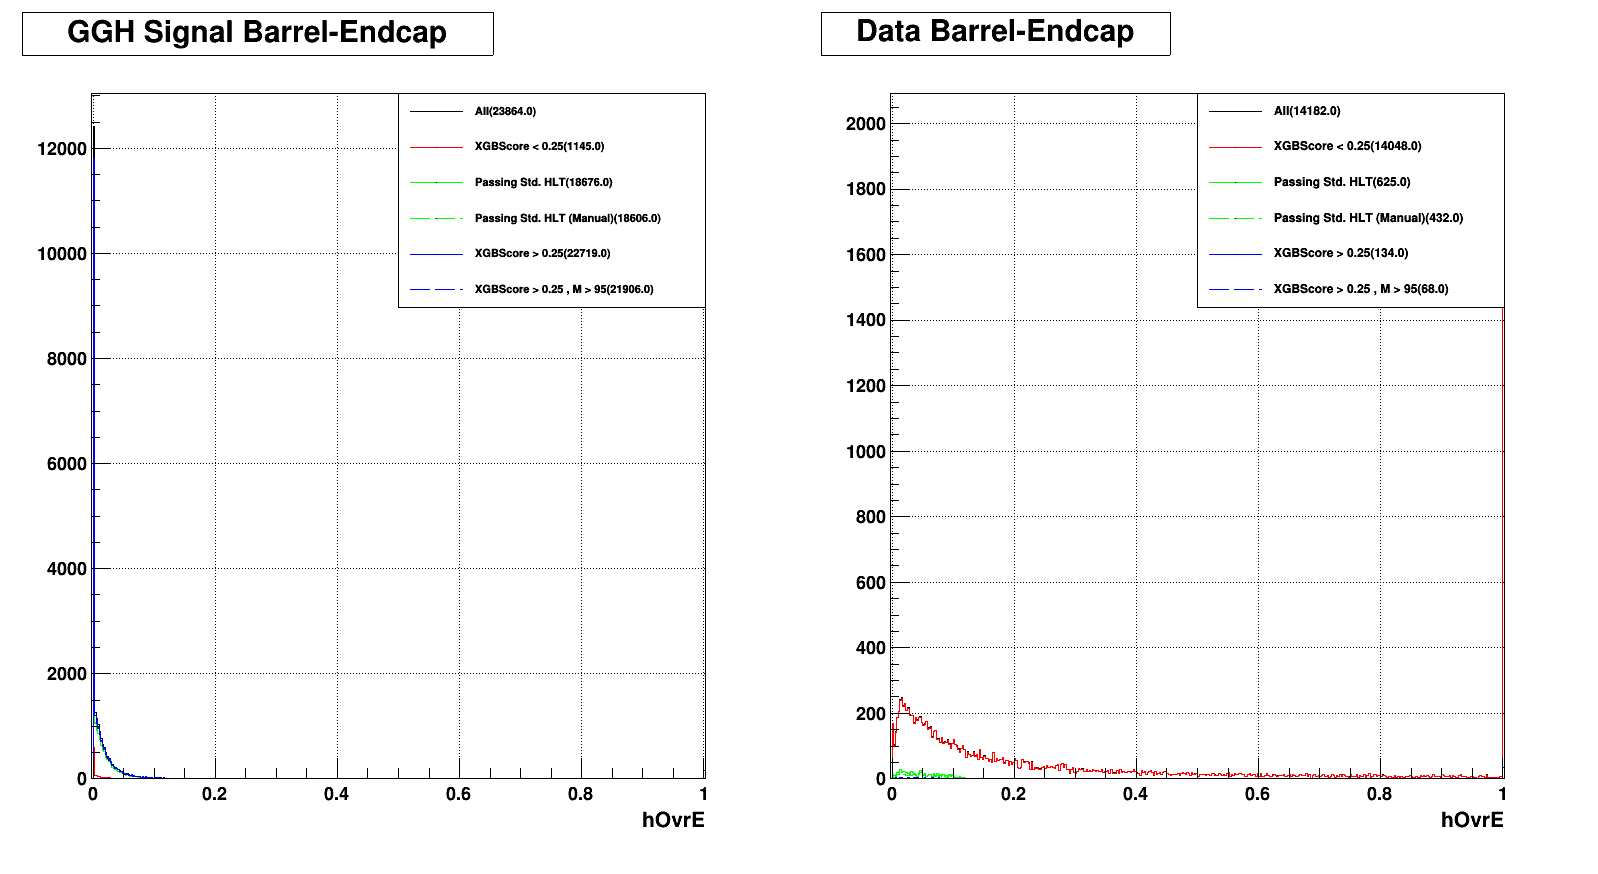 GGH Signal Barrel-Endcap
All(23864.0)
XGBScore < 0.25(1145.0)
Passing Std. HLT(18676.0)
Passing Std. HLT (Manual)(18606.0)
XGBScore > 0.25(22719.0)
XGBScore > 0.25 , M > 95(21906.0)
12000
10000
8000
6000
4000
2000
0
0 0.2 0.4 0.6 0.8 1
hOvrE
Data Barrel-Endcap
All(14182.0)
XGBScore < 0.25(14048.0)
Passing Std. HLT(625.0)
Passing Std. HLT (Manual)(432.0)
XGBScore > 0.25(134.0)
XGBScore > 0.25 , M > 95(68.0)
2000
1800
1600
1400
1200
1000
800
600
400
200
0
0 0.2 0.4 0.6 0.8 1
hOvrE